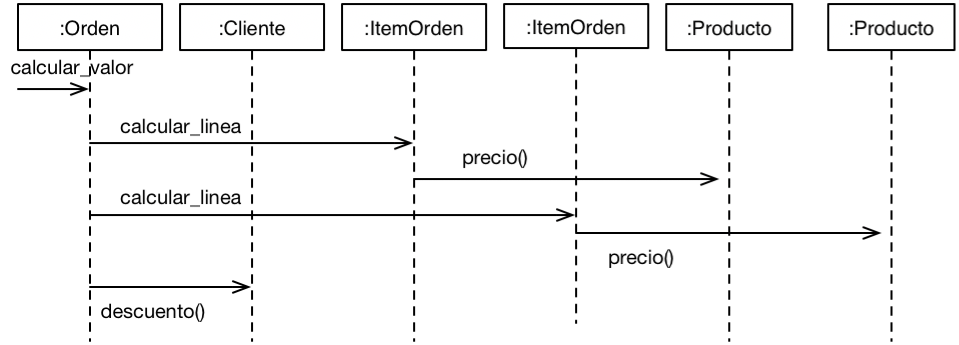 :Orden
:Cliente
:ItemOrden
:ItemOrden
:Producto
:Producto
calcular_valor
calcular_linea
precio()
calcular_linea
precio()
descuento()